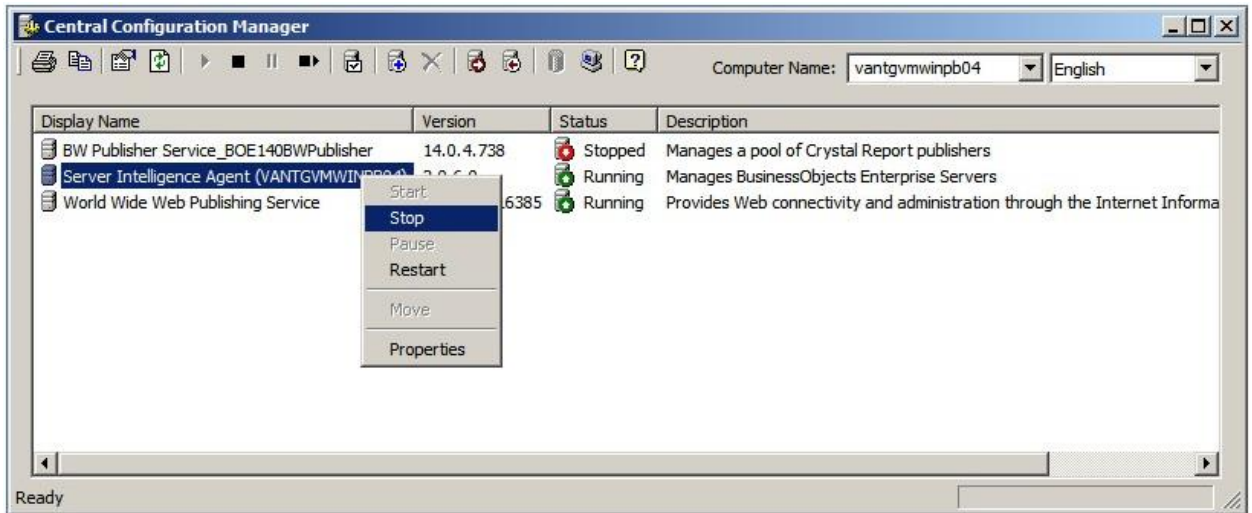 Central Configuration Manager
Computer Name: vantgvmwinpb04 English
Display Name Version Status Description
BW Publisher Service_BOE140BWPublisher 14.0.4.738 Stopped Manages a pool of Crystal Report publishers
Server Intelligence Agent (VANTGVMWINPB04) Running Manages BusinessObjects Enterprise Servers
World Wide Web Publishing Service .6385 Running Provides Web connectivity and administration through the Internet Informa
Start
Stop
Pause
Restart
Move
Properties
Ready